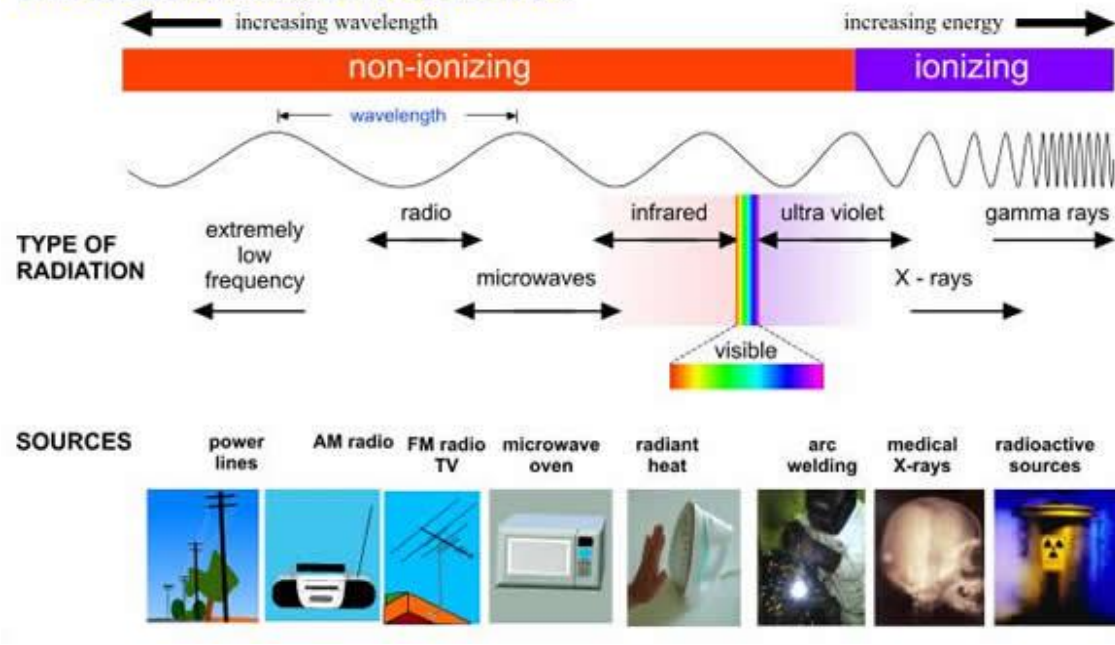 increasing wavelength
increasing energy
non-ionizing
ionizing
wavelength
radio
infrared
ultra violet
gamma rays
TYPE OF
RADIATION
extremely
low
frequency
microwaves
X - rays
visible
SOURCES
power
lines
AM radio
FM radio
TV
microwave
oven
radiant
heat
arc
welding
medical
X-rays
radioactive
sources